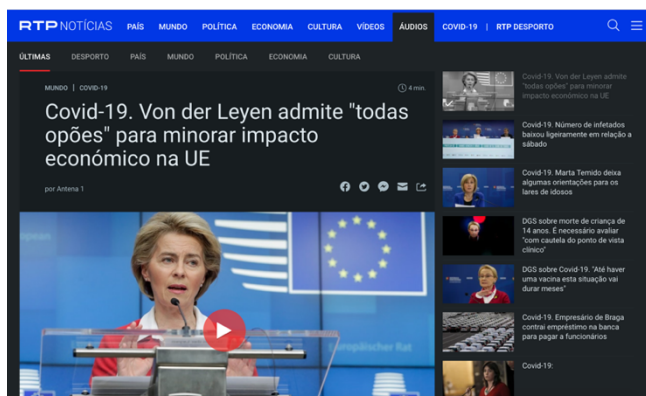 RTP NOTÍCIAS PAÍS MUNDO POLÍTICA ECONOMIA CULTURA VÍDEOS ÁUDIOS COVID-19 | RTP DESPORTO
ÚLTIMAS DESPORTO PAÍS MUNDO POLÍTICA ECONOMIA CULTURA
MUNDO | COVID-19
4 min.
Covid-19. Von der Leyen admite "todas
opões" para minorar impacto
económico na UE
por Antena 1
Europäischer Rat
Covid-19. Von der Leyen admite
"todas opões" para minorar
impacto económico na UE
Covid-19. Número de infetados
baixou ligeiramente em relação a
sábado
Covid-19. Marta Temido deixa
algumas orientações para os
lares de idosos
DGS sobre morte de criança de
14 anos. É necessário avaliar
"com cautela do ponto de vista
clínico"
DGS sobre Covid-19. "Até haver
uma vacina esta situação vai
durar meses"
Covid-19. Empresário de Braga
contrai empréstimo na banca
para pagar a funcionários
Covid-19: